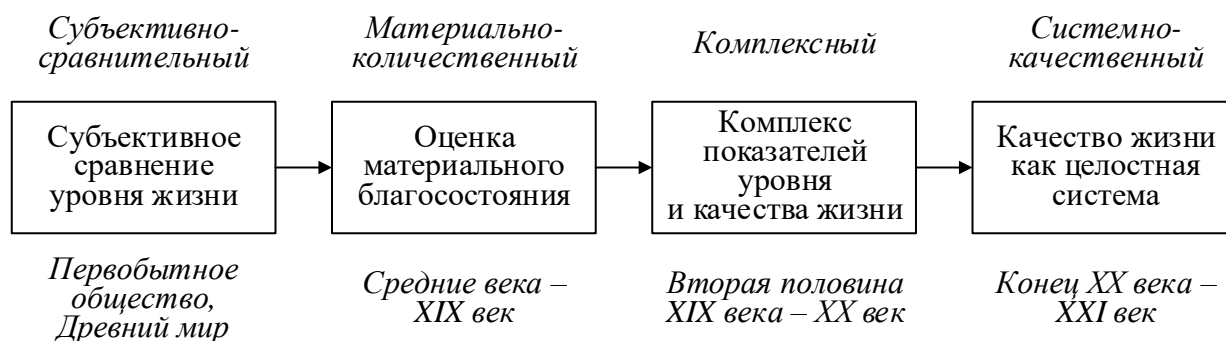 Субъективно-
сравнительный
Материально-
количественный
Комплексный
Системно-
качественный
Субъективное
сравнение
уровня жизни
Оценка
материального
благосостояния
Комплекс
показателей
уровня
и качества жизни
Качество жизни
как целостная
система
Первобытное
общество,
Древний мир
Средние века –
XIX век
Вторая половина
XIX века – XX век
Конец XX века –
XXI век